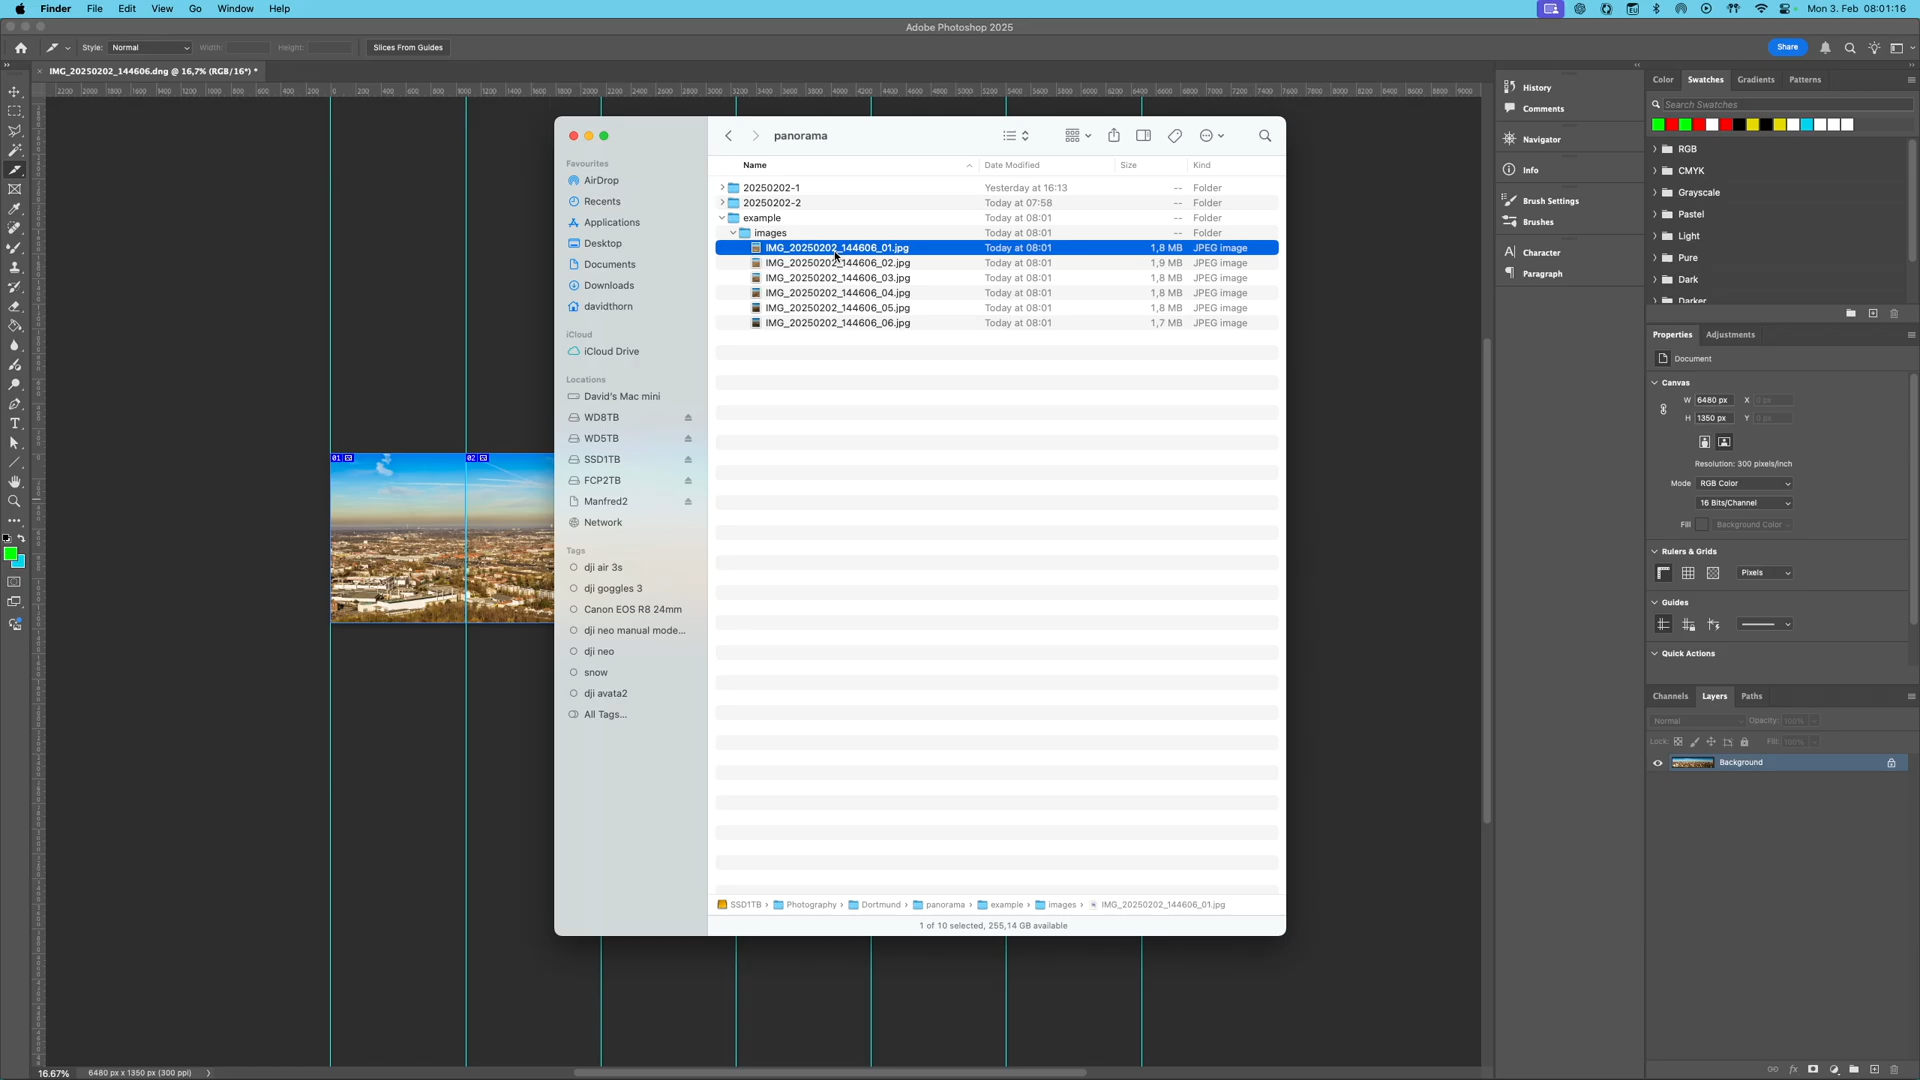 Finder File Edit View Go Window Help Mon 3. Feb 08:01:16
Adobe Photoshop 2025
Style: Normal Width: Height: Slices From Guides Share
IMG_20250202_144606.dng @ 16,7% (RGB/16*) *
panorama
Favourites
AirDrop
Recents
Applications
Desktop
Documents
Downloads
davidthorn
iCloud
iCloud Drive
Locations
David's Mac mini
WD8TB
WD5TB
SSD1TB
FCP2TB
Manfred2
Network
Tags
dji air 3s
dji goggles 3
Canon EOS R8 24mm
dji neo manual mode...
dji neo
snow
dji avata2
All Tags...
Name Date Modified Size Kind
20250202-1 Yesterday at 16:13 -- Folder
20250202-2 Today at 07:58 -- Folder
example Today at 08:01 -- Folder
images Today at 08:01 -- Folder
IMG_20250202_144606_01.jpg Today at 08:01 1,8 MB JPEG image
IMG_20250202_144606_02.jpg Today at 08:01 1,9 MB JPEG image
IMG_20250202_144606_03.jpg Today at 08:01 1,8 MB JPEG image
IMG_20250202_144606_04.jpg Today at 08:01 1,8 MB JPEG image
IMG_20250202_144606_05.jpg Today at 08:01 1,8 MB JPEG image
IMG_20250202_144606_06.jpg Today at 08:01 1,7 MB JPEG image
SSD1TB › Photography › Dortmund › panorama › example › images › IMG_20250202_144606_01.jpg
1 of 10 selected, 255,14 GB available
01
02
History
Comments
Navigator
Info
Brush Settings
Brushes
Character
Paragraph
Color Swatches Gradients Patterns
Search Swatches
RGB
CMYK
Grayscale
Pastel
Light
Pure
Dark
Darker
Properties Adjustments
Document
Canvas
W 6480 px X 0 px
H 1350 px Y 0 px
Resolution: 300 pixels/inch
Mode RGB Color
16 Bits/Channel
Fill Background Color
Rulers & Grids
Pixels
Guides
Quick Actions
Channels Layers Paths
Normal Opacity: 100%
Lock: Fill: 100%
Background
16.67% 6480 px x 1350 px (300 ppi)